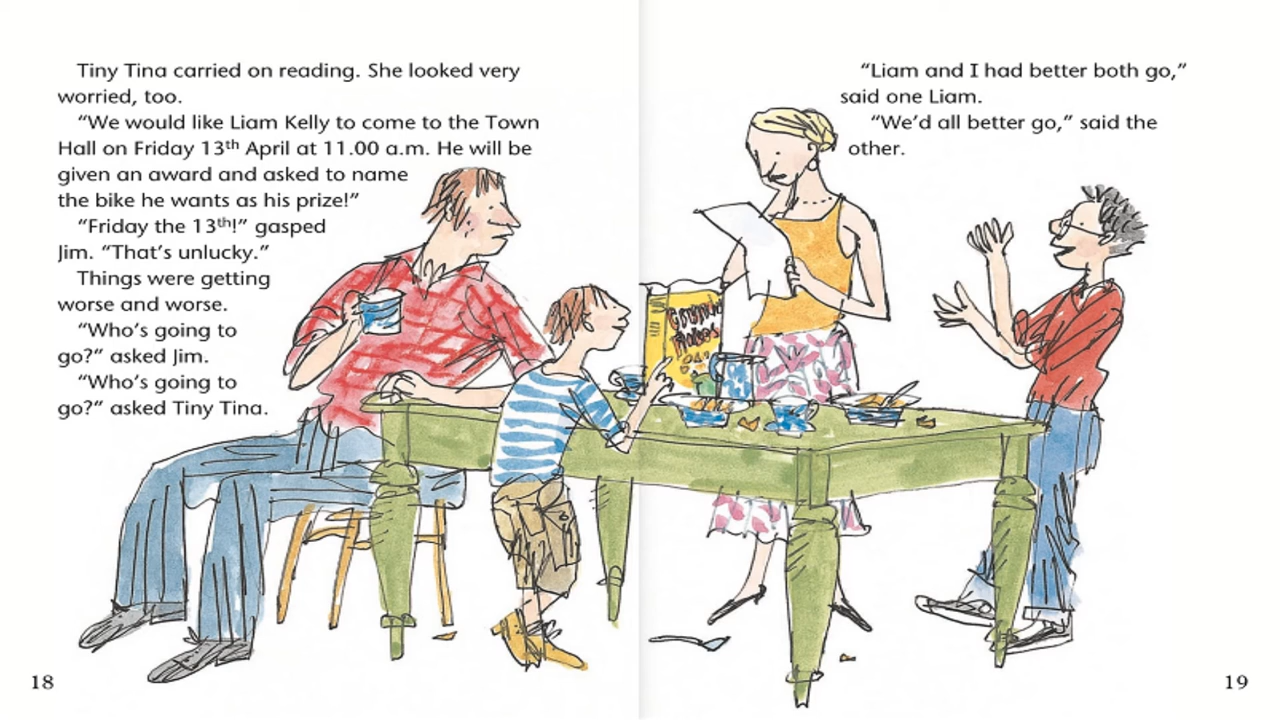 Tiny Tina carried on reading. She looked very
worried, too.
“We would like Liam Kelly to come to the Town
Hall on Friday 13th April at 11.00 a.m. He will be
given an award and asked to name
the bike he wants as his prize!”
“Friday the 13th!” gasped
Jim. “That’s unlucky.”
Things were getting
worse and worse.
“Who’s going to
go?” asked Jim.
“Who’s going to
go?” asked Tiny Tina.
18
“Liam and I had better both go,”
said one Liam.
“We’d all better go,” said the
other.
19